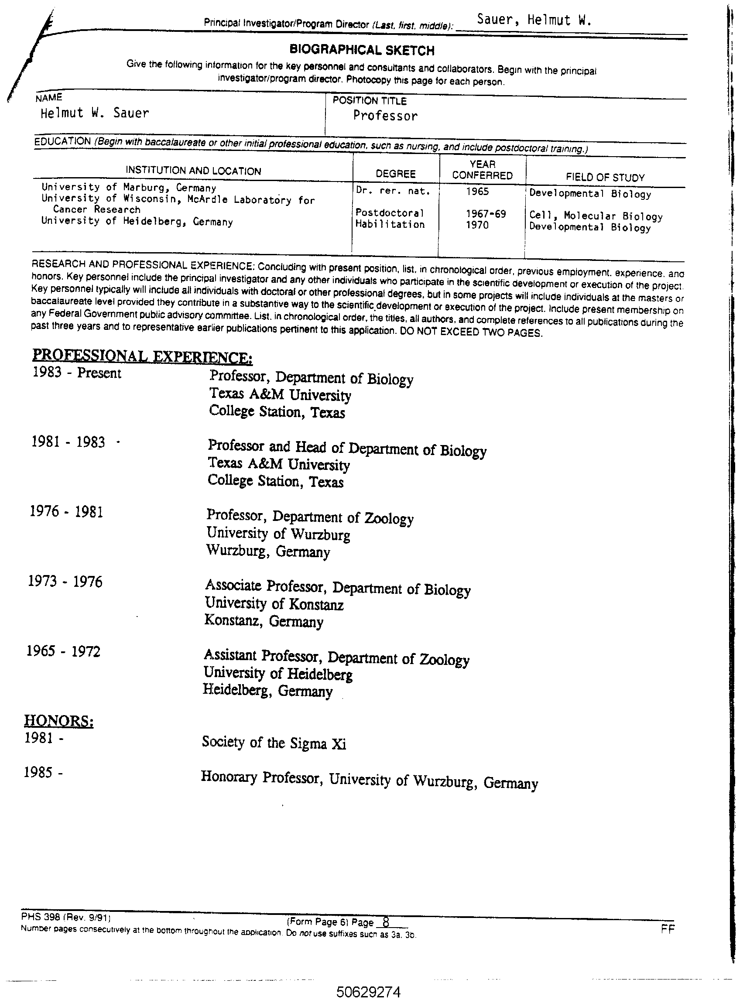 Principal Investigator/Program Director (Last, first, middle): Sauer, Helmut W.
BIOGRAPHICAL SKETCH
Give the following information for the key personnel and consultants and collaborators. Begin with the principal
investigator/program director. Photocopy this page for each person.
NAME POSITION TITLE
Helmut W. Sauer Professor
EDUCATION (Begin with baccalaureate or other initial professional education, such as nursing, and include postdoctoral training.)
INSTITUTION AND LOCATION DEGREE YEAR CONFERRED FIELD OF STUDY
University of Marburg, Germany Dr. rer. nat. 1965 Developmental Biology
University of Wisconsin, McArdle Laboratory for
Cancer Research Postdoctoral 1967-69 Cell, Molecular Biology
University of Heidelberg, Germany Habilitation 1970 Developmental Biology
RESEARCH AND PROFESSIONAL EXPERIENCE: Concluding with present position, list, in chronological order, previous employment, experience, and
honors. Key personnel include the principal investigator and any other individuals who participate in the scientific development or execution of the project.
Key personnel typically will include all individuals with doctoral or other professional degrees, but in some projects will include individuals at the masters or
baccalaureate level provided they contribute in a substantive way to the scientific development or execution of the project. Include present membership on
any Federal Government public advisory committee. List, in chronological order, the titles, all authors, and complete references to all publications during the
past three years and to representative earlier publications pertinent to this application. DO NOT EXCEED TWO PAGES.
PROFESSIONAL EXPERIENCE:
1983 - Present Professor, Department of Biology
Texas A&M University
College Station, Texas
1981 - 1983 Professor and Head of Department of Biology
Texas A&M University
College Station, Texas
1976 - 1981 Professor, Department of Zoology
University of Wurzburg
Wurzburg, Germany
1973 - 1976 Associate Professor, Department of Biology
University of Konstanz
Konstanz, Germany
1965 - 1972 Assistant Professor, Department of Zoology
University of Heidelberg
Heidelberg, Germany
HONORS:
1981 - Society of the Sigma Xi
1985 - Honorary Professor, University of Wurzburg, Germany
PHS 398 (Rev. 9/91) (Form Page 6) Page 8 FF
Number pages consecutively at the bottom throughout the application. Do not use suffixes such as 3a, 3b.
50629274